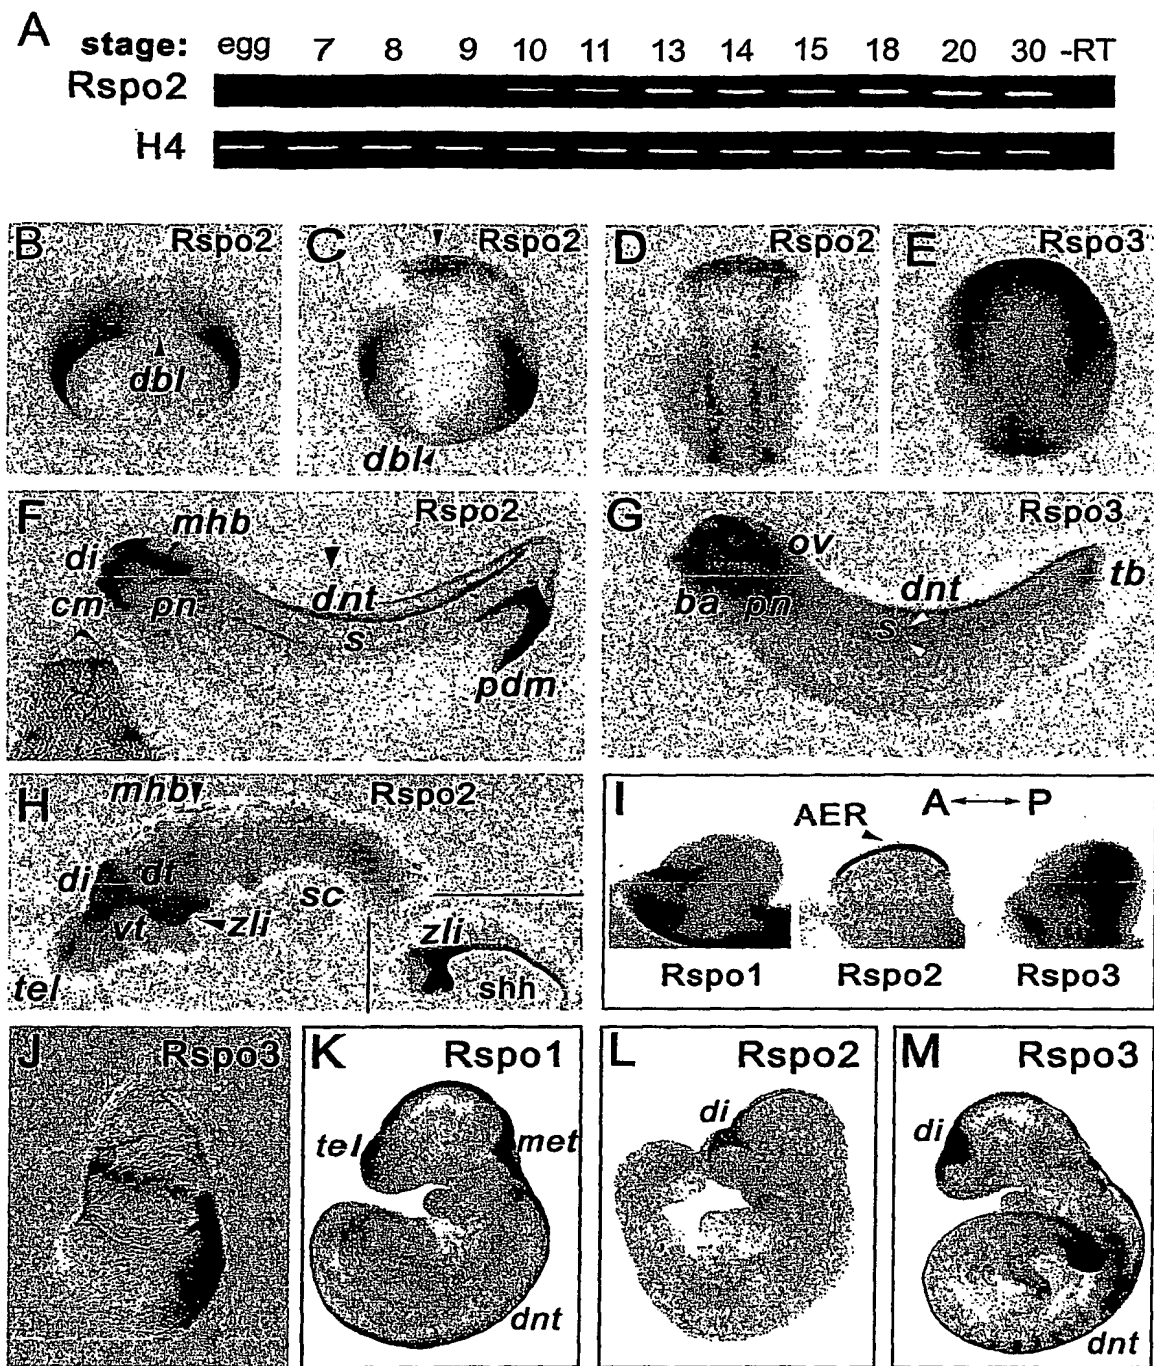 A stage: egg 7 8 9 10 11 13 14 15 18 20 30 -RT
Rspo2
H4
B Rspo2 C Rspo2 D Rspo2 E Rspo3
dbl
dbl
F Rspo2 G Rspo3
mhb
di
cm pn
dnt
s
pdm
ov
ba pn
dnt
s
tb
H Rspo2
mhb
di dt
vt
zli
sc
tel
zli
shh
I A P
AER
Rspo1 Rspo2 Rspo3
J Rspo3 K Rspo1 L Rspo2 M Rspo3
tel met
dnt
di
di
dnt